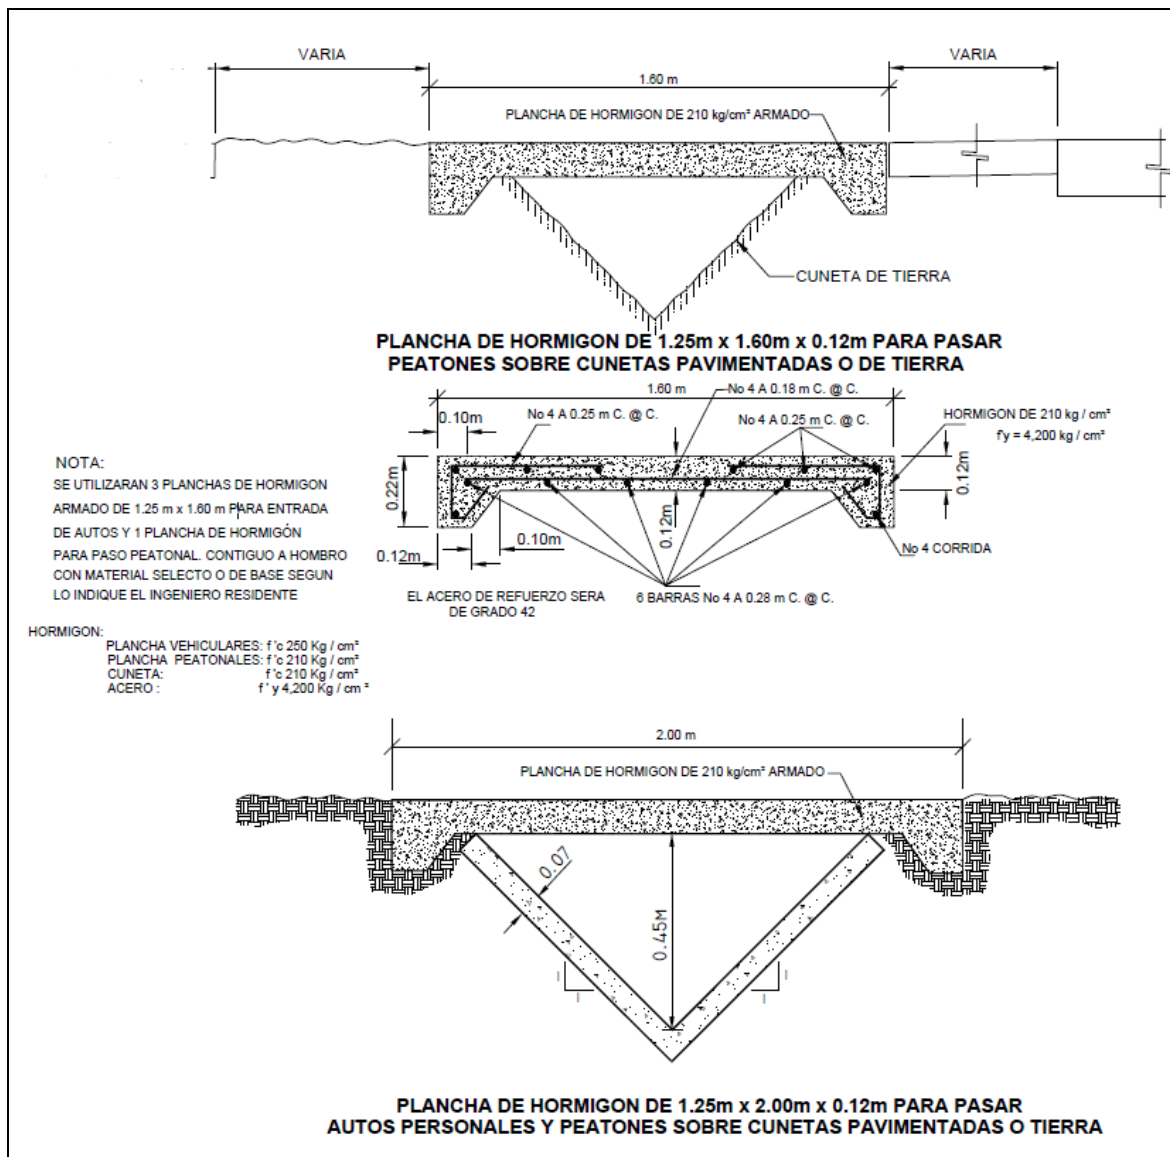 VARIA
VARIA
1.60 m
PLANCHA DE HORMIGON DE 210 kg/cm² ARMADO
CUNETA DE TIERRA
PLANCHA DE HORMIGON DE 1.25m x 1.60m x 0.12m PARA PASAR
PEATONES SOBRE CUNETAS PAVIMENTADAS O DE TIERRA
1.60 m
No 4 A 0.18 m C. @ C.
0.10m
No 4 A 0.25 m C. @ C.
No 4 A 0.25 m C. @ C.
HORMIGON DE 210 kg / cm²
f'y = 4,200 kg / cm²
0.22m
0.12m
0.12m
0.10m
0.12m
No 4 CORRIDA
EL ACERO DE REFUERZO SERA
DE GRADO 42
6 BARRAS No 4 A 0.28 m C. @ C.
NOTA:
SE UTILIZARAN 3 PLANCHAS DE HORMIGON
ARMADO DE 1.25 m x 1.60 m PARA ENTRADA
DE AUTOS Y 1 PLANCHA DE HORMIGÓN
PARA PASO PEATONAL. CONTIGUO A HOMBRO
CON MATERIAL SELECTO O DE BASE SEGUN
LO INDIQUE EL INGENIERO RESIDENTE
HORMIGON:
PLANCHA VEHICULARES: f 'c 250 Kg / cm²
PLANCHA PEATONALES: f 'c 210 Kg / cm²
CUNETA: f 'c 210 Kg / cm²
ACERO : f ' y 4,200 Kg / cm ²
2.00 m
PLANCHA DE HORMIGON DE 210 kg/cm² ARMADO
0.07
0.45M
I
I
I
I
PLANCHA DE HORMIGON DE 1.25m x 2.00m x 0.12m PARA PASAR
AUTOS PERSONALES Y PEATONES SOBRE CUNETAS PAVIMENTADAS O TIERRA